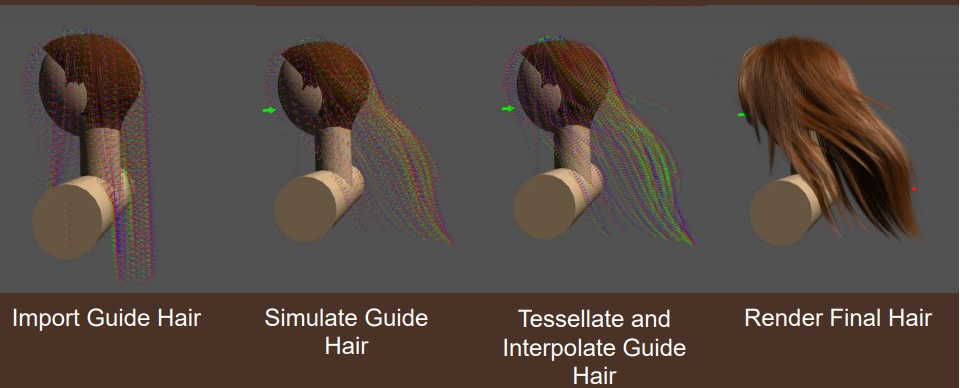 Import Guide Hair
Simulate Guide
Hair
Tessellate and
Interpolate Guide
Hair
Render Final Hair